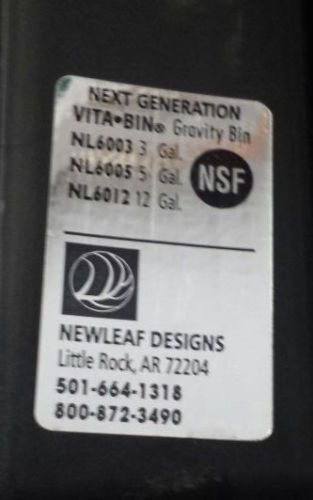 NEXT GENERATION
VITA•BIN® Gravity Bin
NL6003 3 Gal.
NL6005 5 Gal.
NL6012 12 Gal.
NSF
NEWLEAF DESIGNS
Little Rock, AR 72204
501-664-1318
800-872-3490